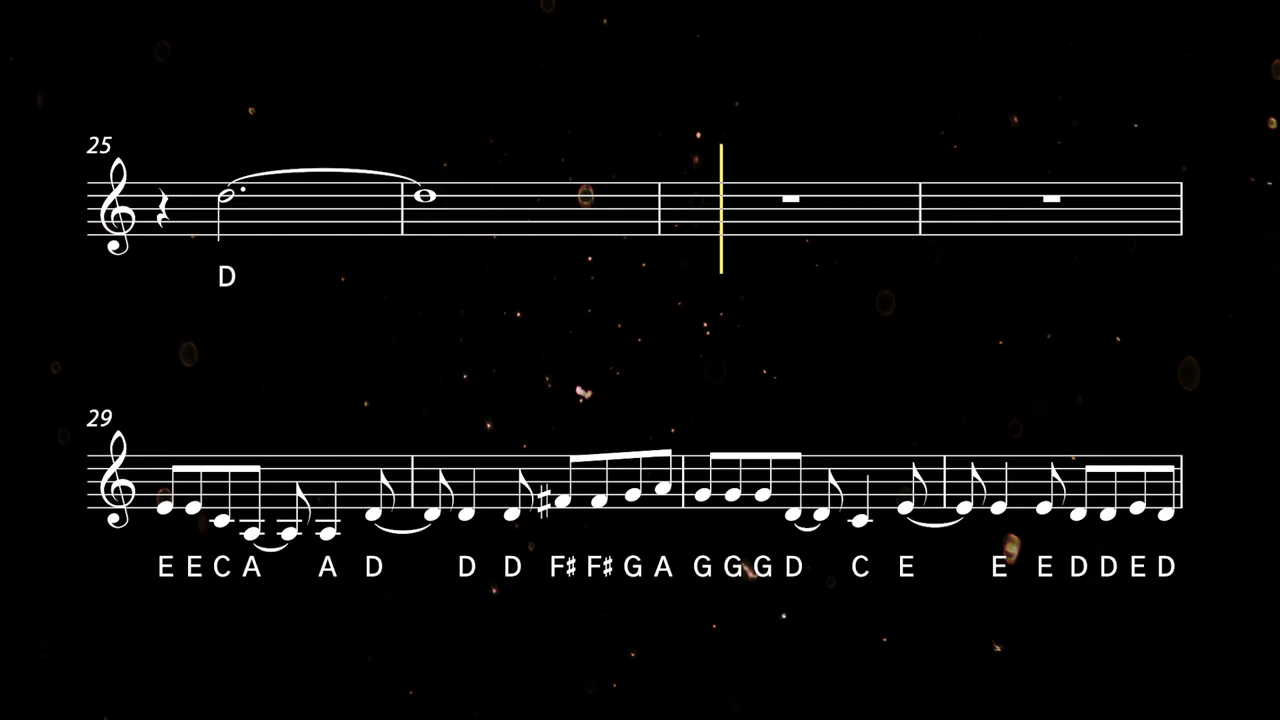 25
D
29
E E C A A D D D F♯ F♯ G A G G G D C E E E D D E D